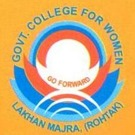 GOVT. COLLEGE FOR WOMEN
GO FORWARD
LAKHAN MAJRA, (ROHTAK)